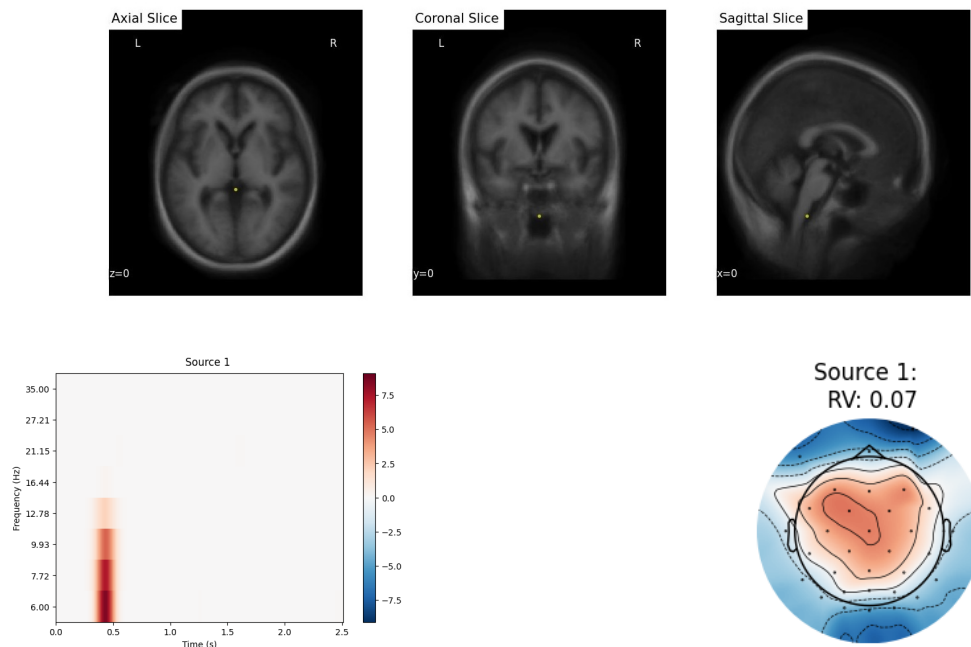 Axial Slice
L
R
z=0
Coronal Slice
L
R
y=0
Sagittal Slice
x=0
Source 1
Frequency (Hz)
35.00
27.21
21.15
16.44
12.78
9.93
7.72
6.00
0.0
0.5
1.0
1.5
2.0
2.5
Time (s)
7.5
5.0
2.5
0.0
−2.5
−5.0
−7.5
Source 1:
RV: 0.07